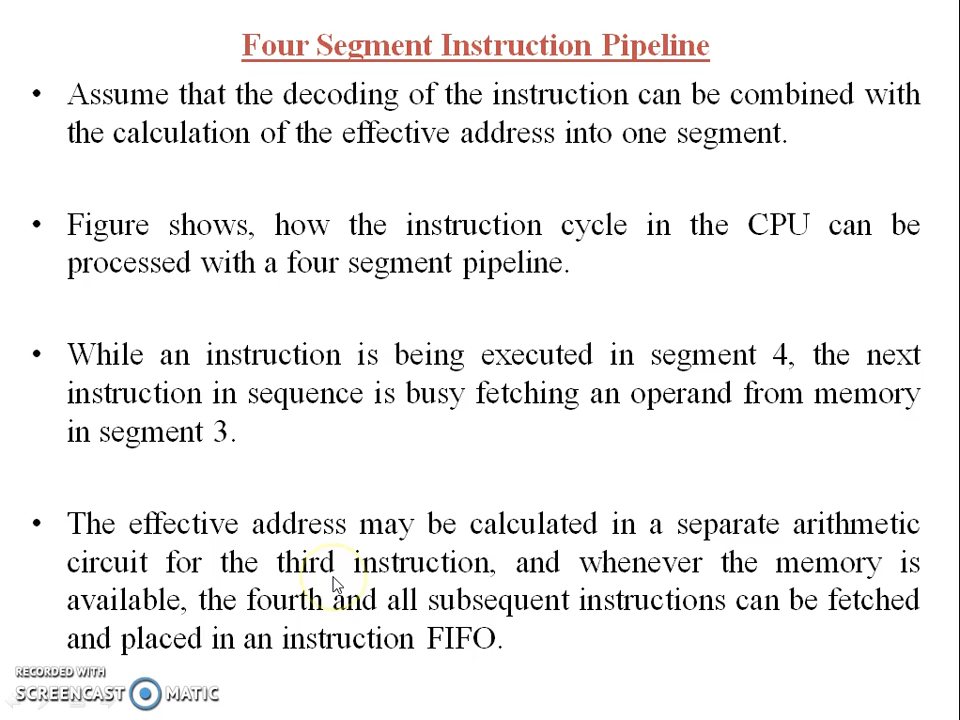 Four Segment Instruction Pipeline
• Assume that the decoding of the instruction can be combined with
the calculation of the effective address into one segment.
• Figure shows, how the instruction cycle in the CPU can be
processed with a four segment pipeline.
• While an instruction is being executed in segment 4, the next
instruction in sequence is busy fetching an operand from memory
in segment 3.
• The effective address may be calculated in a separate arithmetic
circuit for the third instruction, and whenever the memory is
available, the fourth and all subsequent instructions can be fetched
and placed in an instruction FIFO.
RECORDED WITH
SCREENCAST MATIC